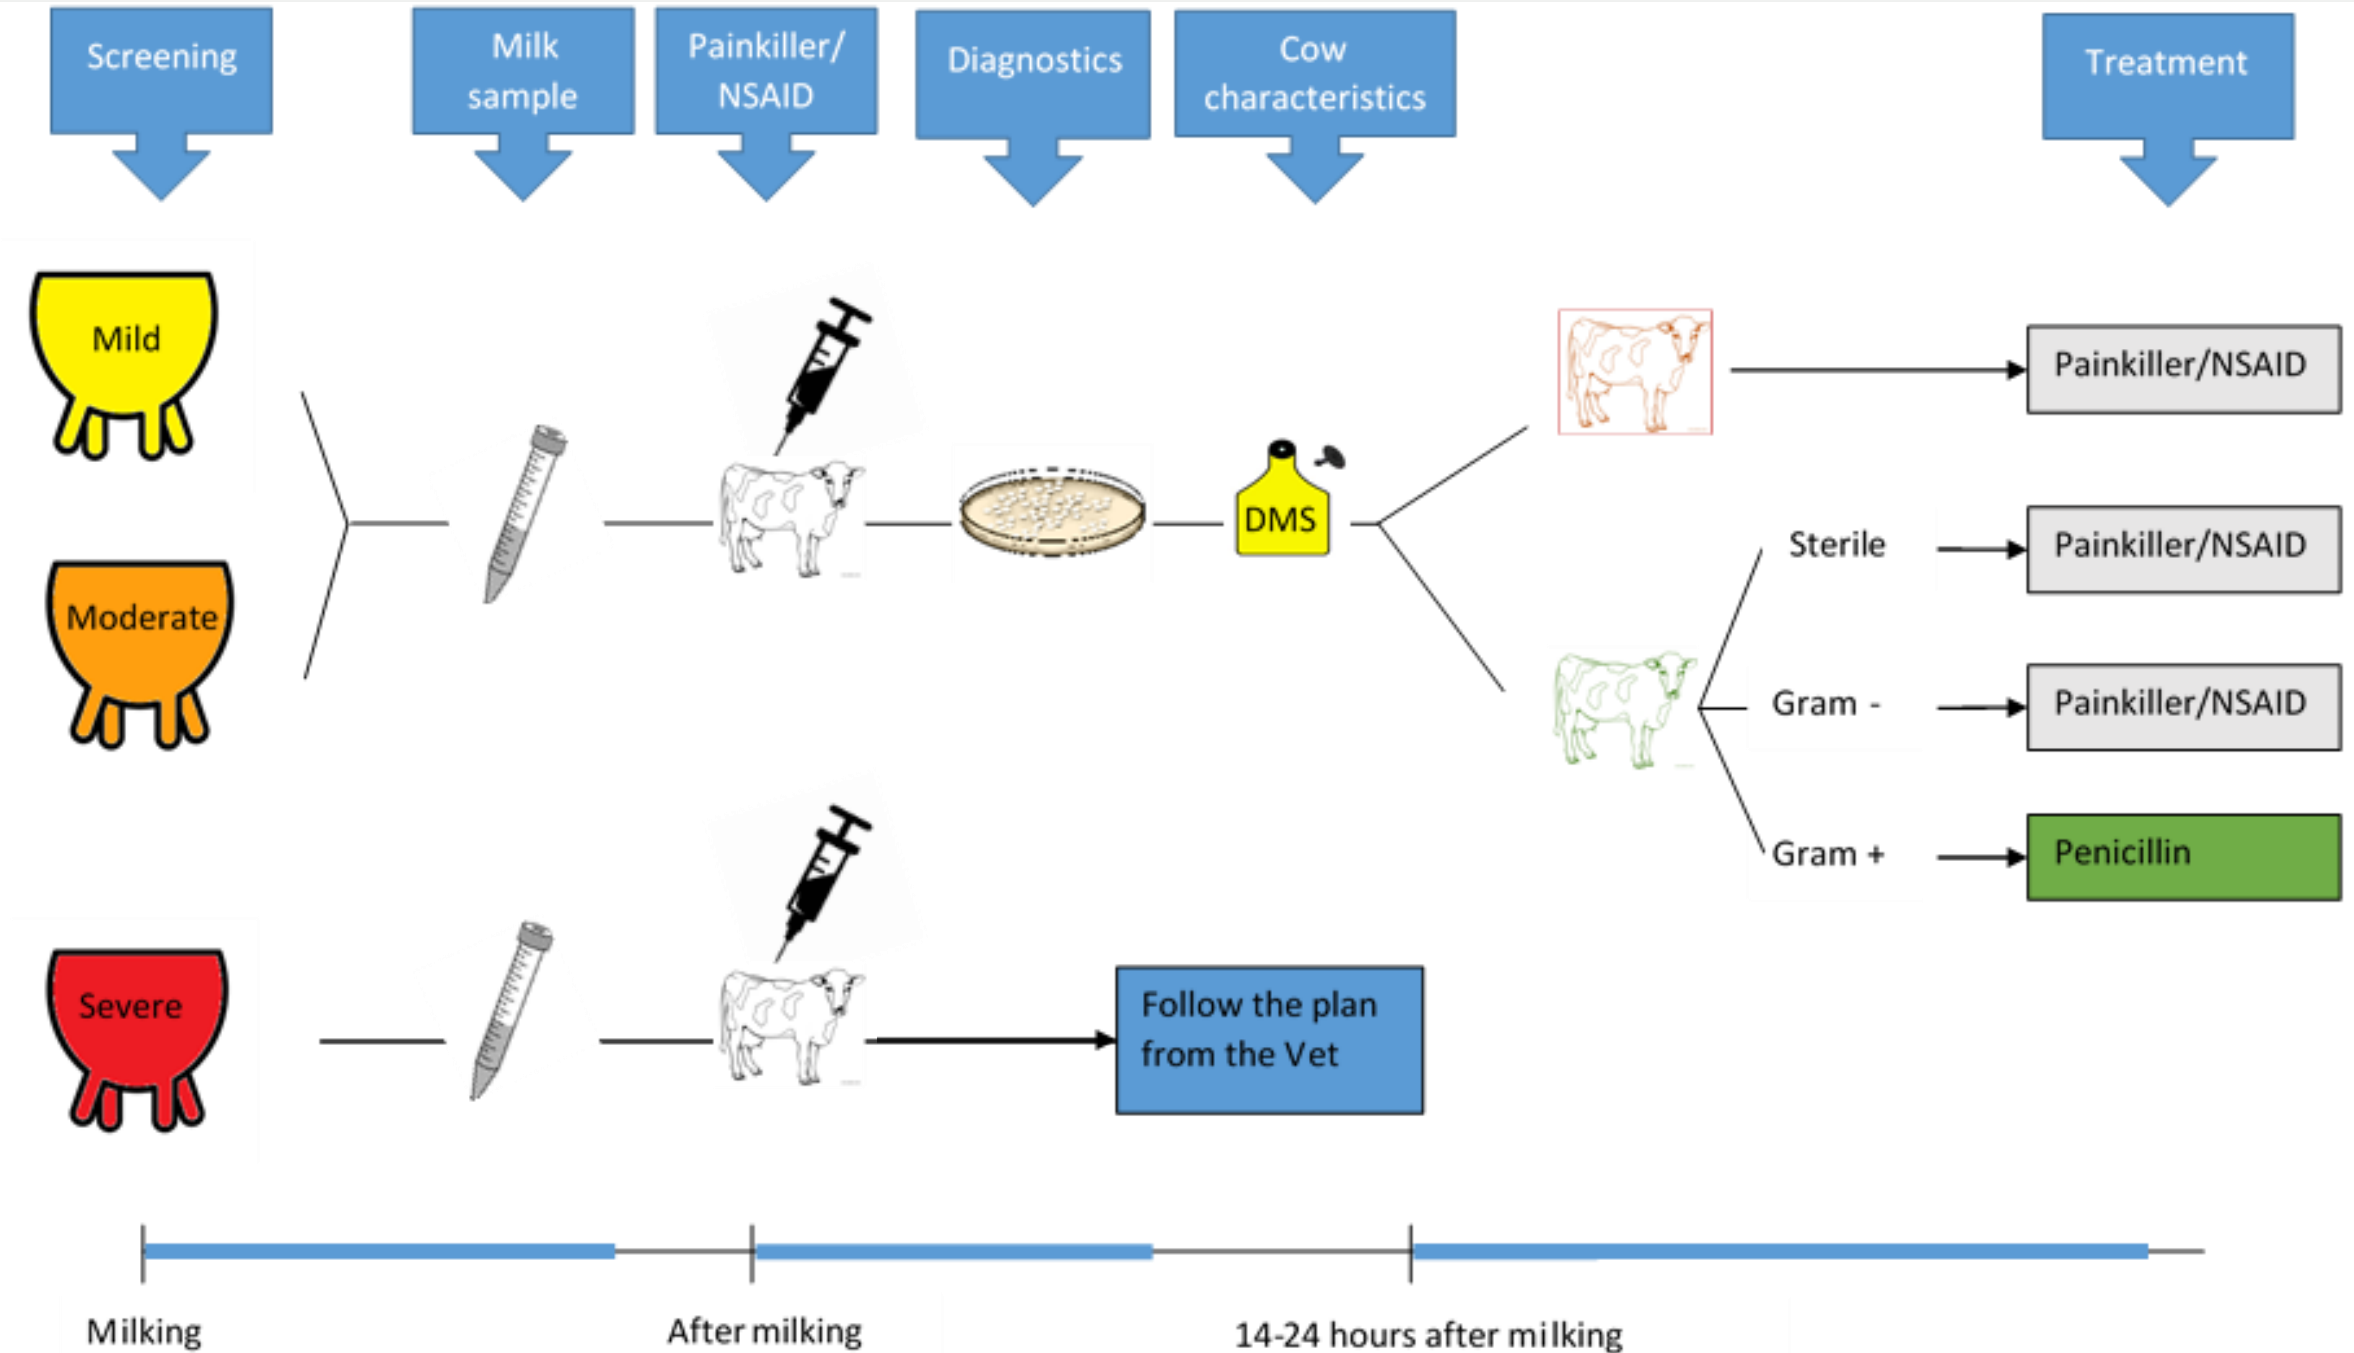 Screening
Milk
sample
Painkiller/
NSAID
Diagnostics
Cow
characteristics
Treatment
Mild
Moderate
DMS
Painkiller/NSAID
Sterile
Painkiller/NSAID
Gram -
Painkiller/NSAID
Gram +
Penicillin
Severe
Follow the plan
from the Vet
Milking
After milking
14-24 hours after milking